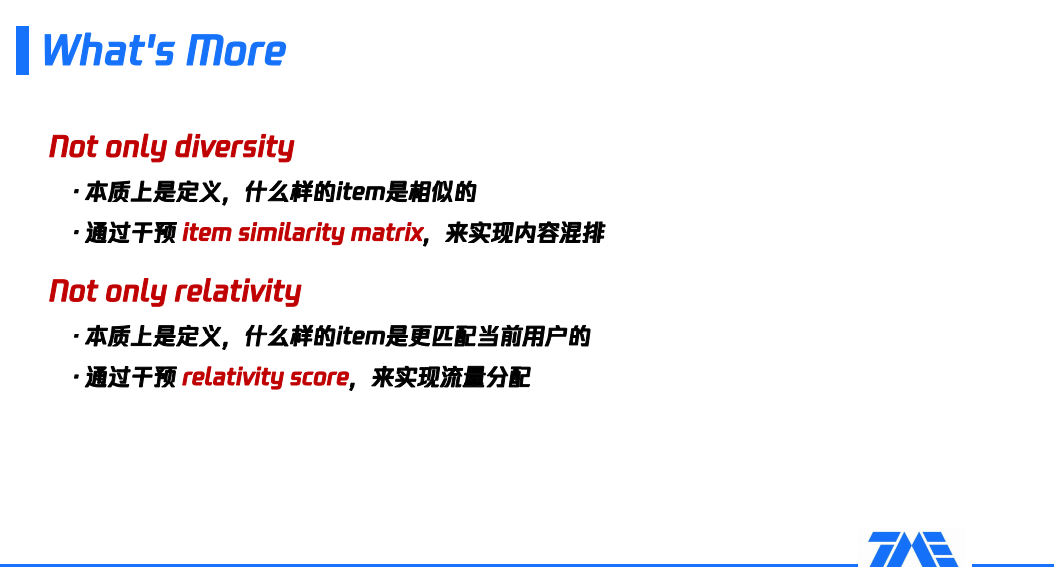 What's More
Not only diversity
· 本质上是定义，什么样的item是相似的
· 通过干预 item similarity matrix，来实现内容混排
Not only relativity
· 本质上是定义，什么样的item是更匹配当前用户的
· 通过干预 relativity score，来实现流量分配
TME